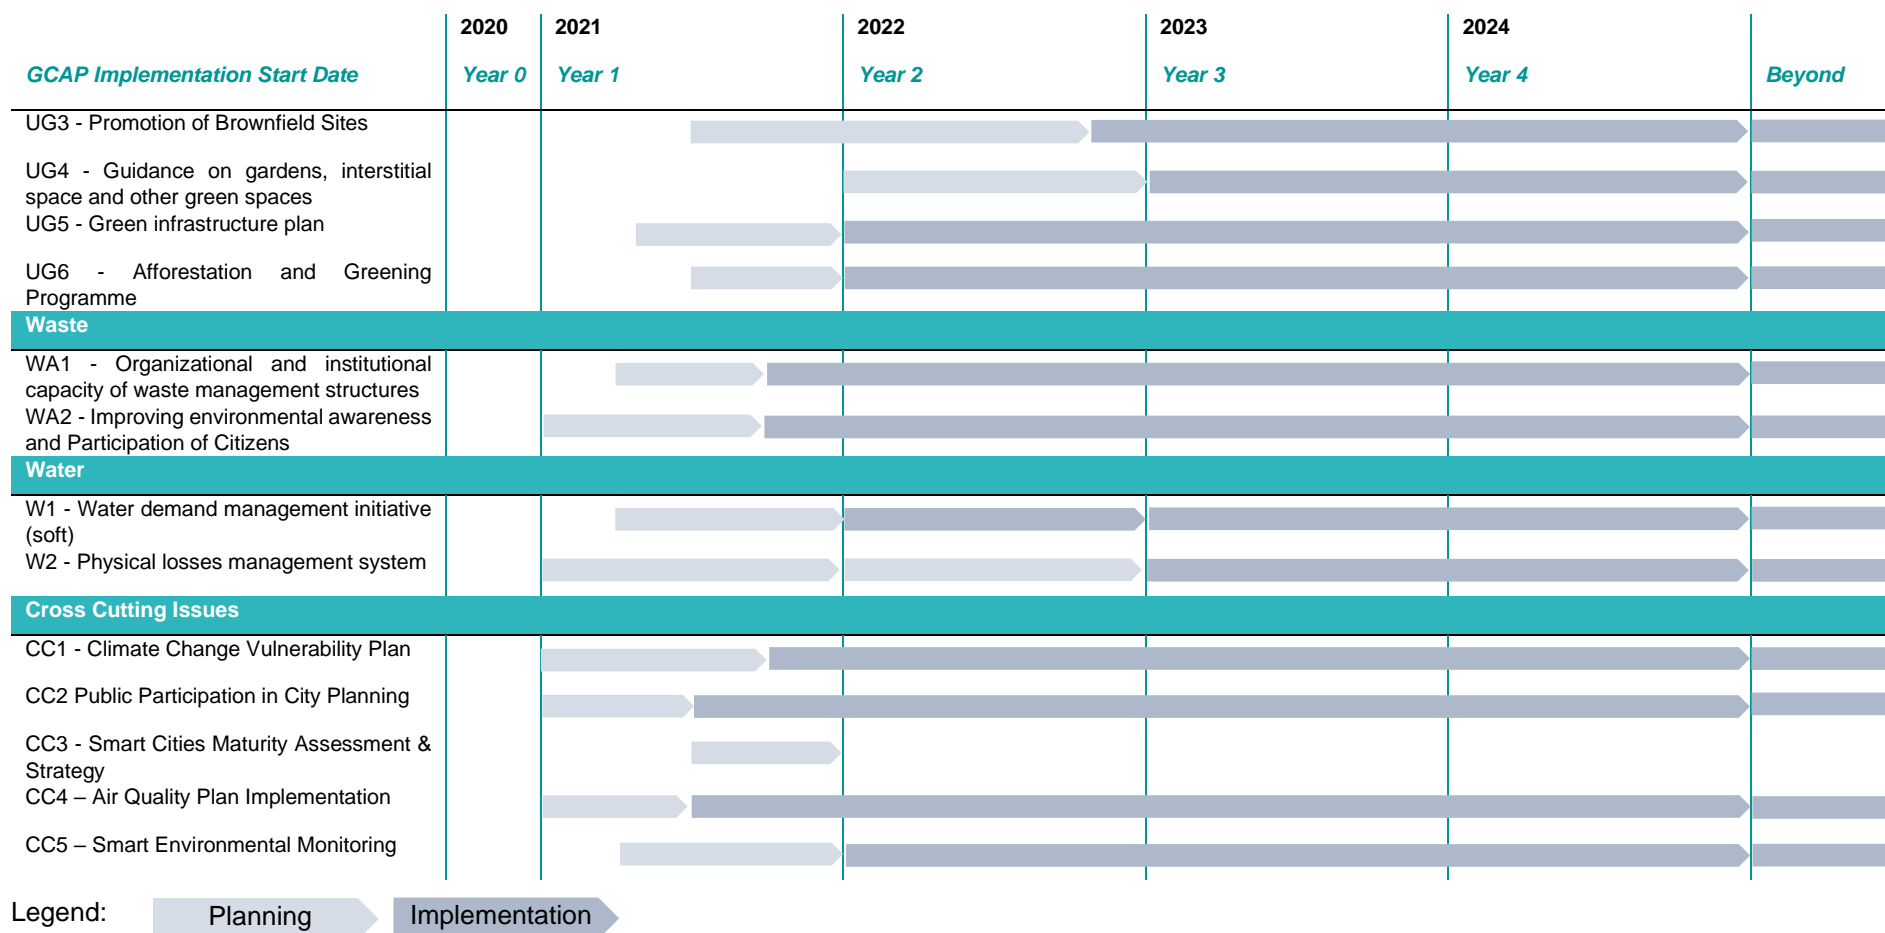 2020 2021 2022 2023 2024
GCAP Implementation Start Date Year 0 Year 1 Year 2 Year 3 Year 4 Beyond
UG3 - Promotion of Brownfield Sites
UG4 - Guidance on gardens, interstitial
space and other green spaces
UG5 - Green infrastructure plan
UG6 - Afforestation and Greening
Programme
Waste
WA1 - Organizational and institutional
capacity of waste management structures
WA2 - Improving environmental awareness
and Participation of Citizens
Water
W1 - Water demand management initiative
(soft)
W2 - Physical losses management system
Cross Cutting Issues
CC1 - Climate Change Vulnerability Plan
CC2 Public Participation in City Planning
CC3 - Smart Cities Maturity Assessment &
Strategy
CC4 – Air Quality Plan Implementation
CC5 – Smart Environmental Monitoring
Legend: Planning Implementation